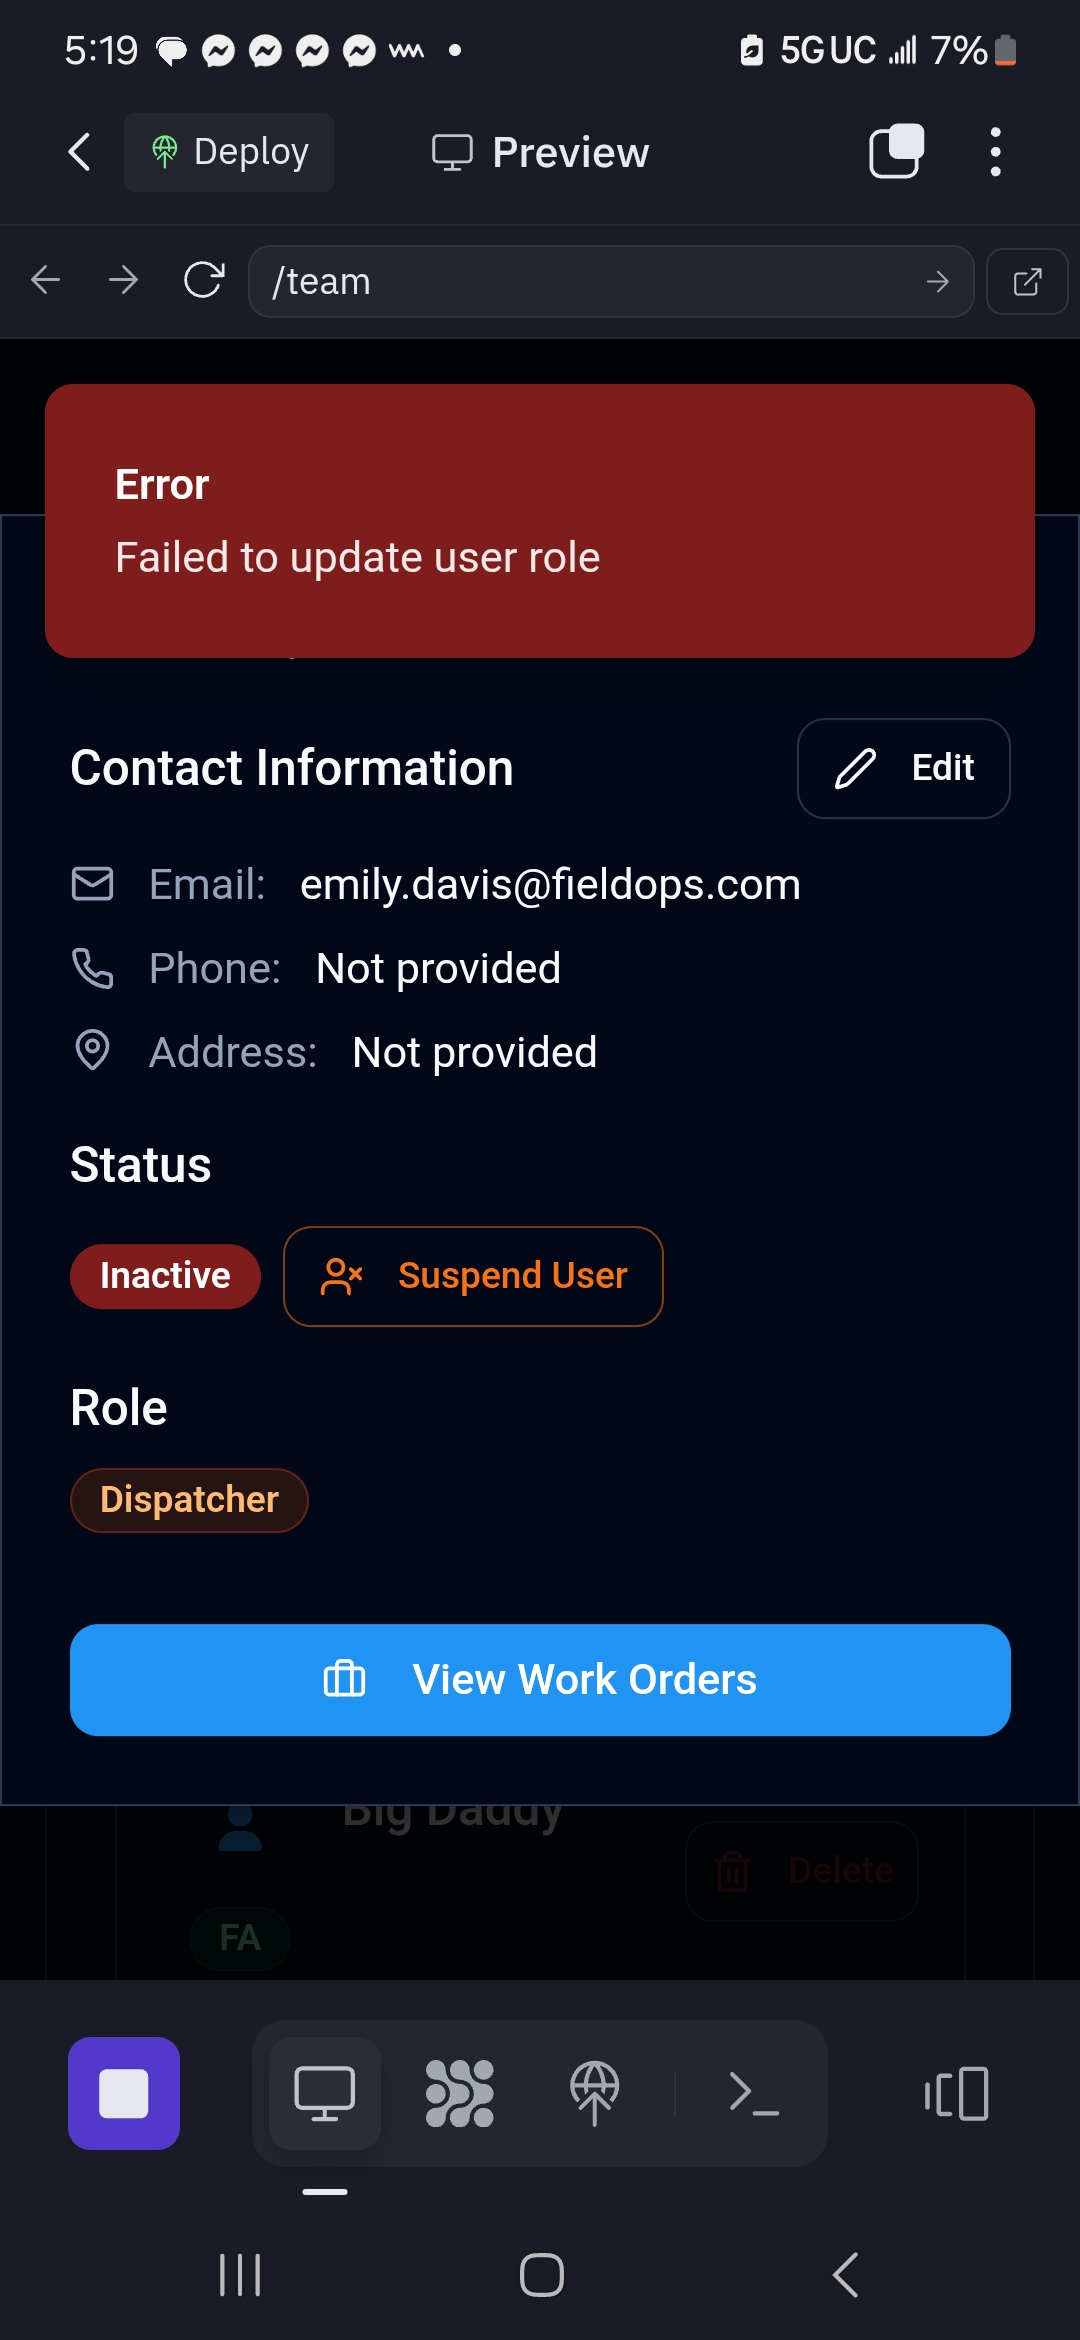 5:19 5G UC 7%
Deploy Preview
/team
Error
Failed to update user role
Contact Information Edit
Email: emily.davis@fieldops.com
Phone: Not provided
Address: Not provided
Status
Inactive Suspend User
Role
Dispatcher
View Work Orders
Big Daddy
Delete
FA